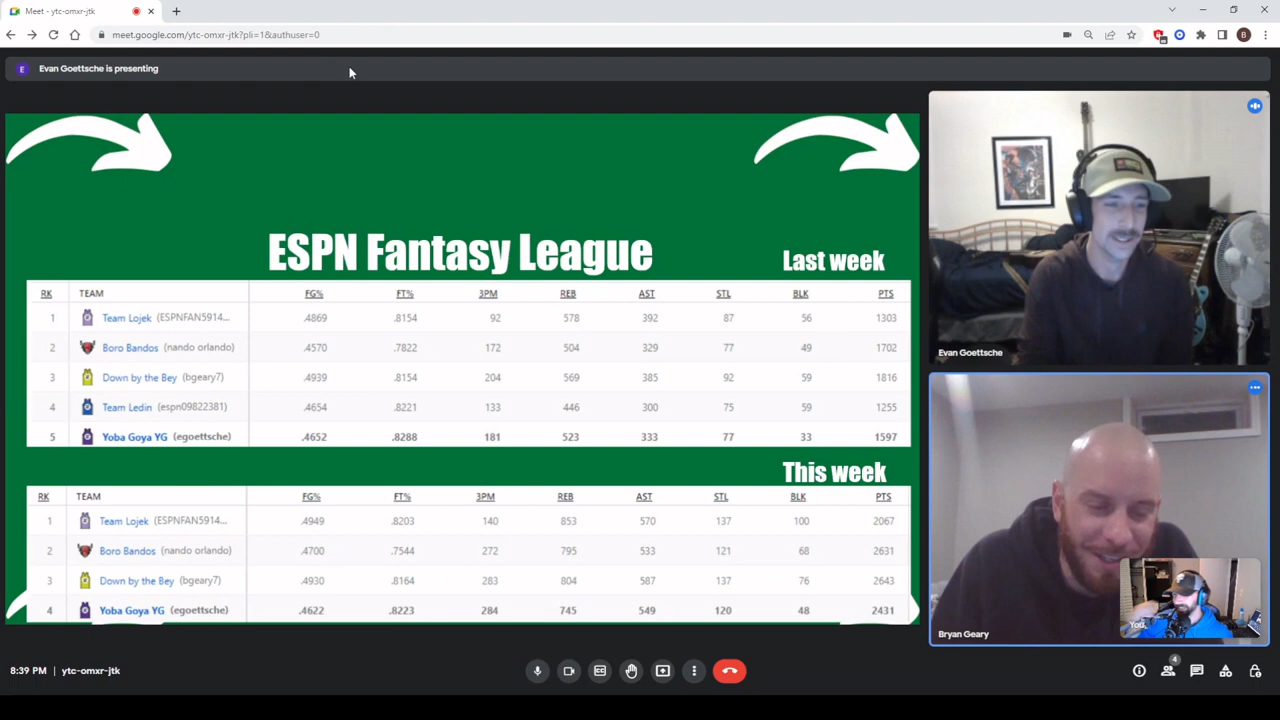 Meet - ytc-omxr-jtk
meet.google.com/ytc-omxr-jtk?pli=1&authuser=0
B
E Evan Goettsche is presenting
ESPN Fantasy League
Last week
RK TEAM FG% FT% 3PM REB AST STL BLK PTS
1 Team Lojek (ESPNFAN5914... .4869 .8154 92 578 392 87 56 1303
2 Boro Bandos (nando orlando) .4570 .7822 172 504 329 77 49 1702
3 Down by the Bey (bgeary7) .4939 .8154 204 569 385 92 59 1816
4 Team Ledin (espn09822381) .4654 .8221 133 446 300 75 59 1255
5 Yoba Goya YG (egoettsche) .4652 .8288 181 523 333 77 33 1597
This week
RK TEAM FG% FT% 3PM REB AST STL BLK PTS
1 Team Lojek (ESPNFAN5914... .4949 .8203 140 853 570 137 100 2067
2 Boro Bandos (nando orlando) .4700 .7544 272 795 533 121 68 2631
3 Down by the Bey (bgeary7) .4930 .8164 283 804 587 137 76 2643
4 Yoba Goya YG (egoettsche) .4622 .8223 284 745 549 120 48 2431
Evan Goettsche
You
Bryan Geary
8:39 PM | ytc-omxr-jtk
4